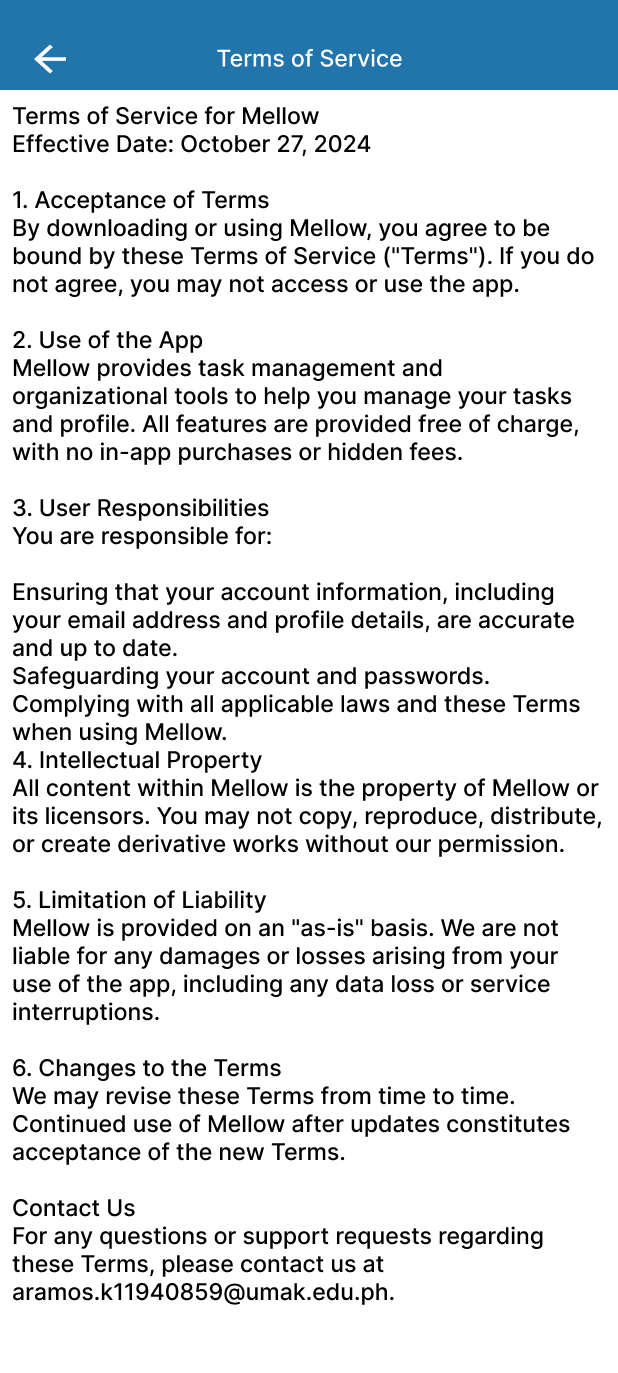 Terms of Service
Terms of Service for Mellow
Effective Date: October 27, 2024
1. Acceptance of Terms
By downloading or using Mellow, you agree to be
bound by these Terms of Service ("Terms"). If you do
not agree, you may not access or use the app.
2. Use of the App
Mellow provides task management and
organizational tools to help you manage your tasks
and profile. All features are provided free of charge,
with no in-app purchases or hidden fees.
3. User Responsibilities
You are responsible for:
Ensuring that your account information, including
your email address and profile details, are accurate
and up to date.
Safeguarding your account and passwords.
Complying with all applicable laws and these Terms
when using Mellow.
4. Intellectual Property
All content within Mellow is the property of Mellow or
its licensors. You may not copy, reproduce, distribute,
or create derivative works without our permission.
5. Limitation of Liability
Mellow is provided on an "as-is" basis. We are not
liable for any damages or losses arising from your
use of the app, including any data loss or service
interruptions.
6. Changes to the Terms
We may revise these Terms from time to time.
Continued use of Mellow after updates constitutes
acceptance of the new Terms.
Contact Us
For any questions or support requests regarding
these Terms, please contact us at
aramos.k11940859@umak.edu.ph.